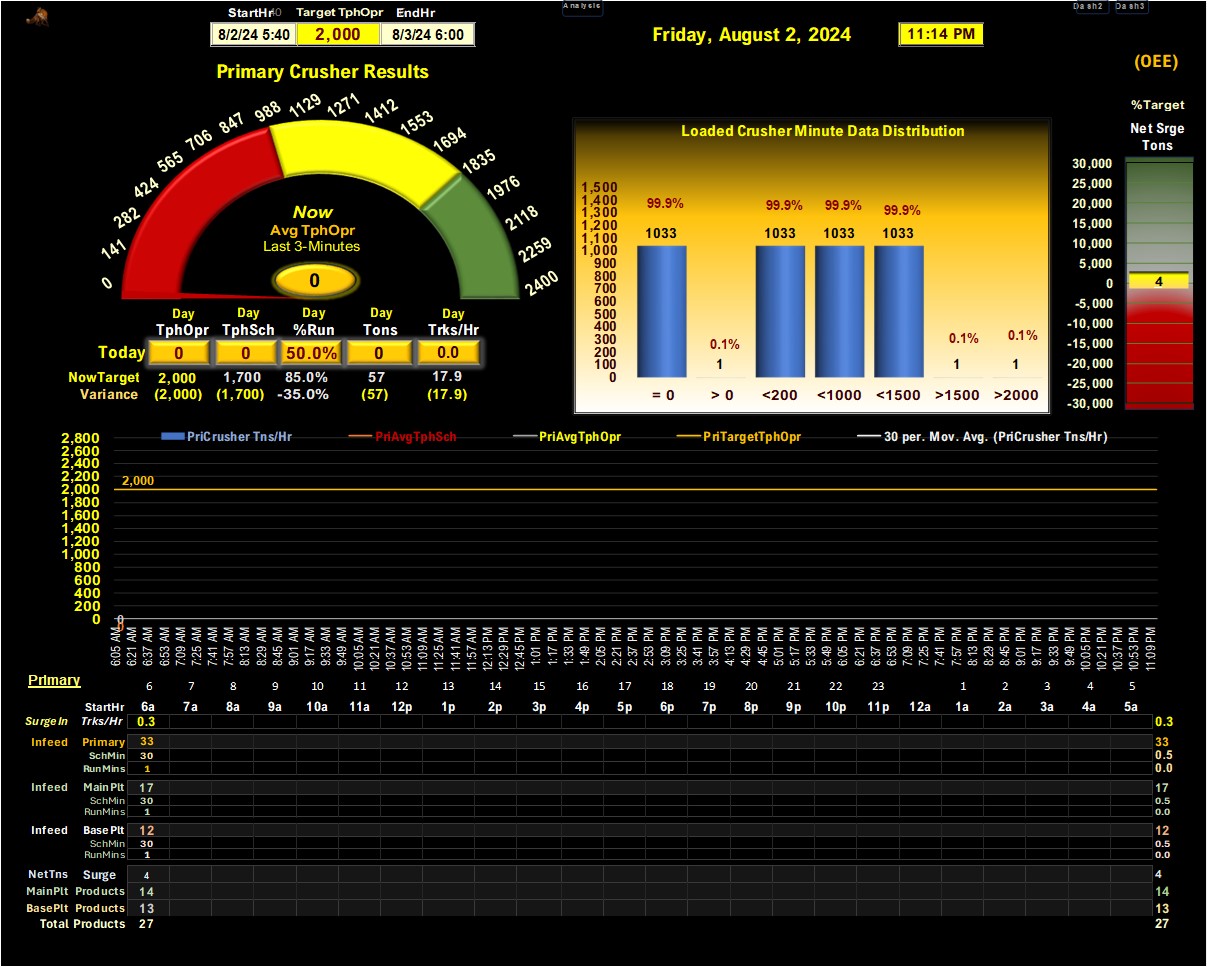 StartHr Target TphOpr EndHr
8/2/24 5:40 2,000 8/3/24 6:00
Analysis
Dash2 Dash3
Friday, August 2, 2024 11:14 PM
Primary Crusher Results
0 141 282 424 565 706 847 988 1129 1271 1412 1553 1694 1835 1976 2118 2259 2400
Now
Avg TphOpr
Last 3-Minutes
0
Day Day Day Day Day
TphOpr TphSch %Run Tons Trks/Hr
Today 0 0 50.0% 0 0.0
NowTarget 2,000 1,700 85.0% 57 17.9
Variance (2,000) (1,700) -35.0% (57) (17.9)
Loaded Crusher Minute Data Distribution
1,500
1,400
1,300
1,200
1,100
1,000
900
800
700
600
500
400
300
200
100
0
99.9% 0.1% 99.9% 99.9% 99.9% 0.1% 0.1%
1033 1 1033 1033 1033 1 1
= 0 > 0 <200 <1000 <1500 >1500 >2000
(OEE)
%Target
Net Srge
Tons
30,000
25,000
20,000
15,000
10,000
5,000
0
-5,000
-10,000
-15,000
-20,000
-25,000
-30,000
4
PriCrusher Tns/Hr PriAvgTphSch PriAvgTphOpr PriTargetTphOpr 30 per. Mov. Avg. (PriCrusher Tns/Hr)
2,800
2,600
2,400
2,200
2,000
1,800
1,600
1,400
1,200
1,000
800
600
400
200
0
2,000
0
0
6:05 AM 6:21 AM 6:37 AM 6:53 AM 7:09 AM 7:25 AM 7:41 AM 7:57 AM 8:13 AM 8:29 AM 8:45 AM 9:01 AM 9:17 AM 9:33 AM 9:49 AM 10:05 AM 10:21 AM 10:37 AM 10:53 AM 11:09 AM 11:25 AM 11:41 AM 11:57 AM 12:13 PM 12:29 PM 12:45 PM 1:01 PM 1:17 PM 1:33 PM 1:49 PM 2:05 PM 2:21 PM 2:37 PM 2:53 PM 3:09 PM 3:25 PM 3:41 PM 3:57 PM 4:13 PM 4:29 PM 4:45 PM 5:01 PM 5:17 PM 5:33 PM 5:49 PM 6:05 PM 6:21 PM 6:37 PM 6:53 PM 7:09 PM 7:25 PM 7:41 PM 7:57 PM 8:13 PM 8:29 PM 8:45 PM 9:01 PM 9:17 PM 9:33 PM 9:49 PM 10:05 PM 10:21 PM 10:37 PM 10:53 PM 11:09 PM
Primary
6 7 8 9 10 11 12 13 14 15 16 17 18 19 20 21 22 23 1 2 3 4 5
StartHr 6a 7a 8a 9a 10a 11a 12p 1p 2p 3p 4p 5p 6p 7p 8p 9p 10p 11p 12a 1a 2a 3a 4a 5a
SurgeIn Trks/Hr 0.3 0.3
Infeed Primary 33 33
SchMin 30 0.5
RunMins 1 0.0
Infeed MainPlt 17 17
SchMin 30 0.5
RunMins 1 0.0
Infeed BasePlt 12 12
SchMin 30 0.5
RunMins 1 0.0
NetTns Surge 4 4
MainPlt Products 14 14
BasePlt Products 13 13
Total Products 27 27